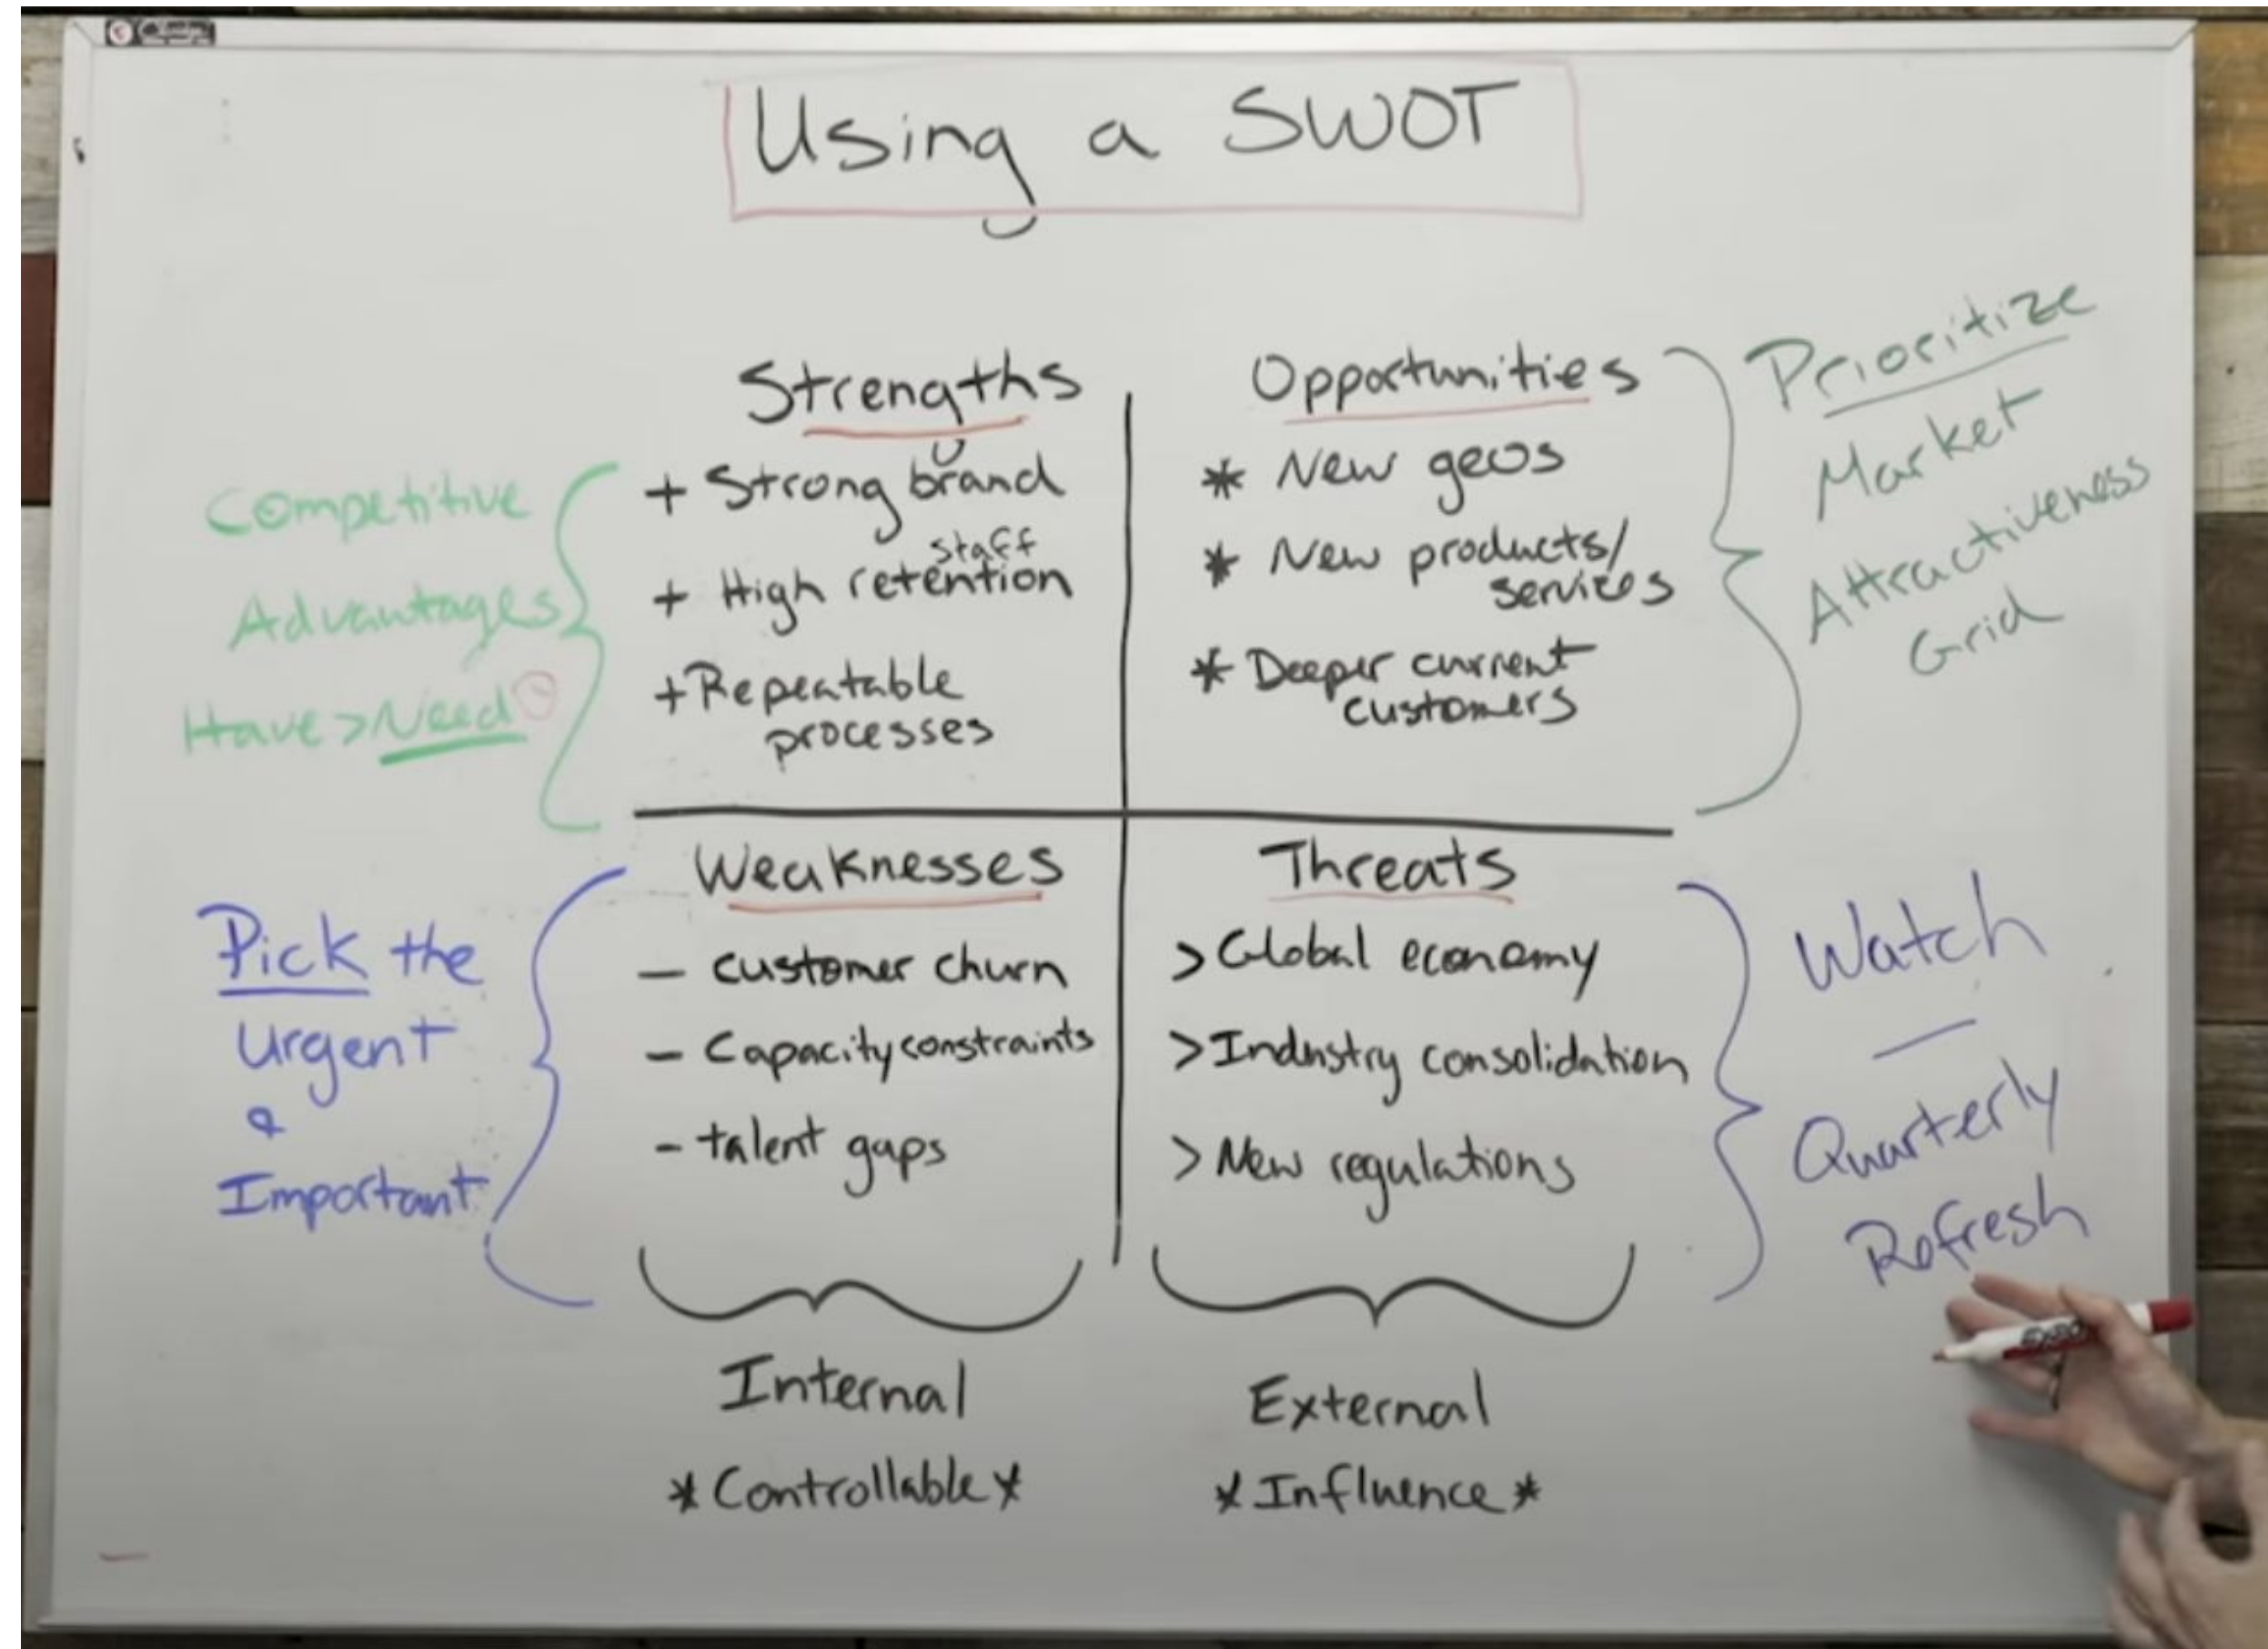 Using a SWOT
Strengths
+ Strong brand
staff
+ High retention
+ Repeatable
processes
Opportunities
* New geos
* New products/
services
* Deeper current
customers
Competitive
Advantages
Have > Need
Prioritize
Market
Attractiveness
Grid
Weaknesses
- customer churn
- Capacity constraints
- talent gaps
Threats
> Global economy
> Industry consolidation
> New regulations
Pick the
Urgent
&
Important
Watch
Quarterly
Refresh
Internal
* Controllable *
External
* Influence *